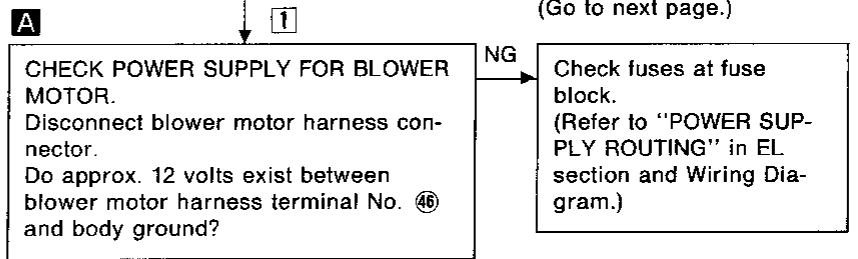 (Go to next page.)
A
1
CHECK POWER SUPPLY FOR BLOWER
MOTOR.
Disconnect blower motor harness con-
nector.
Do approx. 12 volts exist between
blower motor harness terminal No. ㊻
and body ground?
NG
Check fuses at fuse
block.
(Refer to "POWER SUP-
PLY ROUTING" in EL
section and Wiring Dia-
gram.)